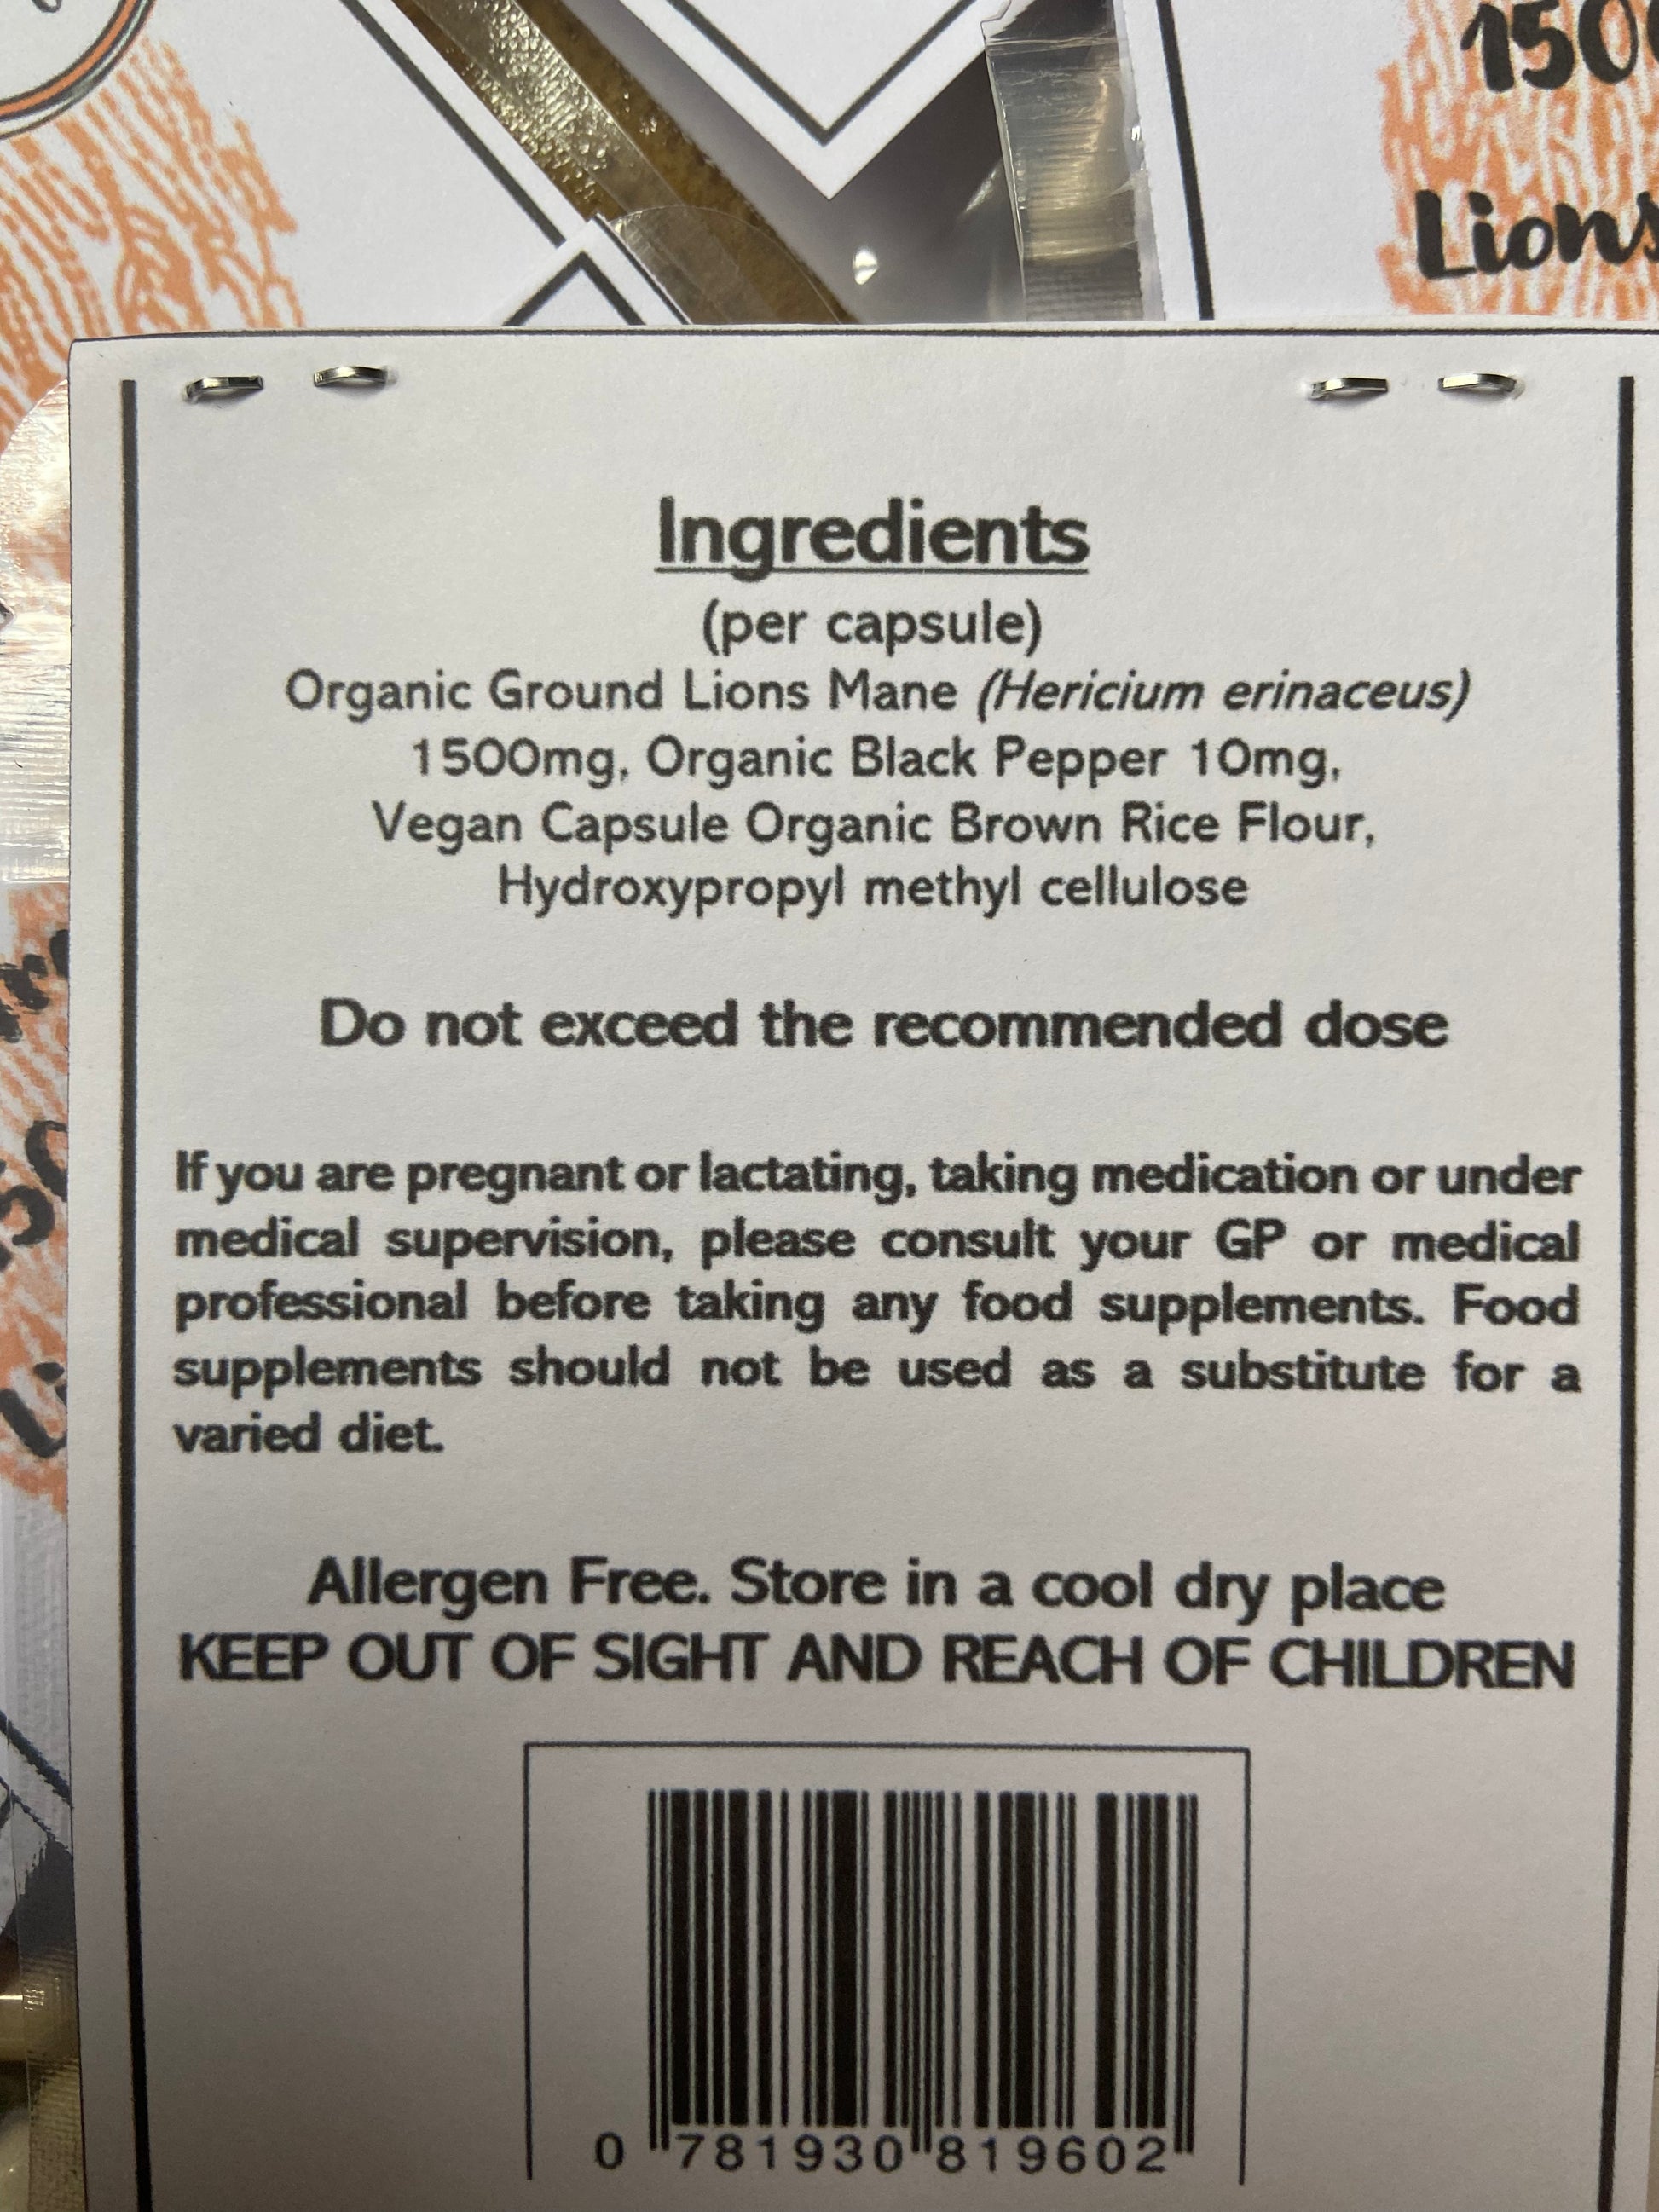 1500
Lions
Ingredients
(per capsule)
Organic Ground Lions Mane (Hericium erinaceus)
1500mg, Organic Black Pepper 10mg,
Vegan Capsule Organic Brown Rice Flour,
Hydroxypropyl methyl cellulose
Do not exceed the recommended dose
If you are pregnant or lactating, taking medication or under
medical supervision, please consult your GP or medical
professional before taking any food supplements. Food
supplements should not be used as a substitute for a
varied diet.
Allergen Free. Store in a cool dry place
KEEP OUT OF SIGHT AND REACH OF CHILDREN
0 781930 819602